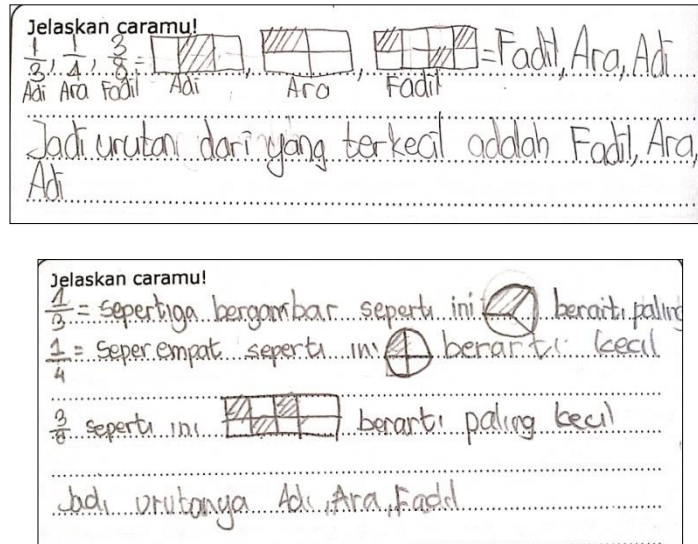 Jelaskan caramu!
1/3, 1/4, 3/8 = , , = Fadil, Ara, Adi
Adi Ara Fadil Adi Ara Fadil
Jadi urutan dari yang terkecil adalah Fadil, Ara,
Adi
Jelaskan caramu!
1/3 = sepertiga bergambar seperti ini berarti paling
1/4 = seper empat seperti ini berarti kecil
3/8 seperti ini berarti paling kecil
Jadi urutanya Adi, Ara, Fadil